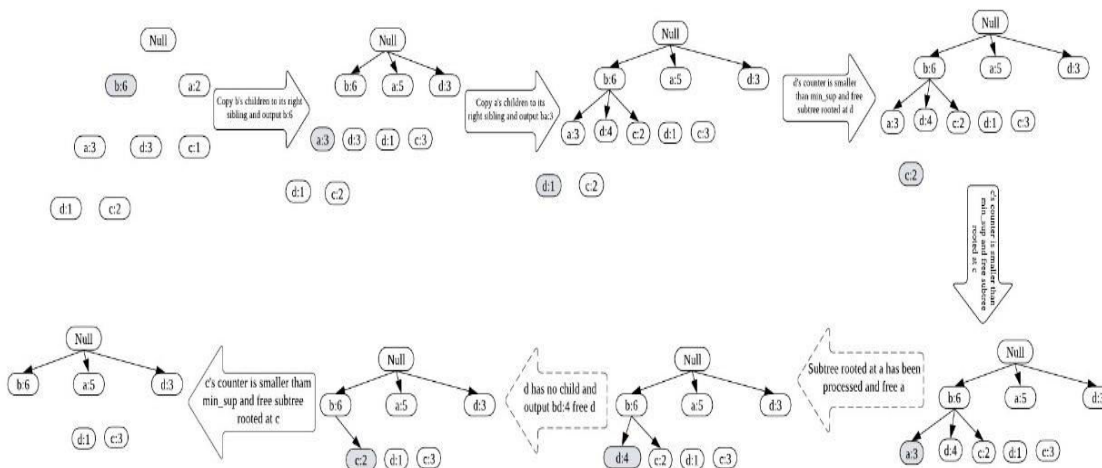 Null
b:6
a:2
a:3
d:3
c:1
d:1
c:2
Copy b's children to its right
sibling and output b:6
Null
b:6
a:5
d:3
a:3
d:3
d:1
c:3
d:1
c:2
Copy a's children to its
right sibling and output ba:3
Null
b:6
a:5
d:3
a:3
d:4
c:2
d:1
c:3
d:1
c:2
d's counter is smaller
than min_sup and free
subtree rooted at d
Null
b:6
a:5
d:3
a:3
d:4
c:2
d:1
c:3
c:2
c's counter is smaller than
min_sup and free subtree
rooted at c
Null
b:6
a:5
d:3
a:3
d:4
c:2
d:1
c:3
Subtree rooted at a has been
processed and free a
Null
b:6
a:5
d:3
d:4
c:2
d:1
c:3
d has no child and
output bd:4 free d
Null
b:6
a:5
d:3
c:2
d:1
c:3
c's counter is smaller tham
min_sup and free subtree
rooted at c
Null
b:6
a:5
d:3
d:1
c:3